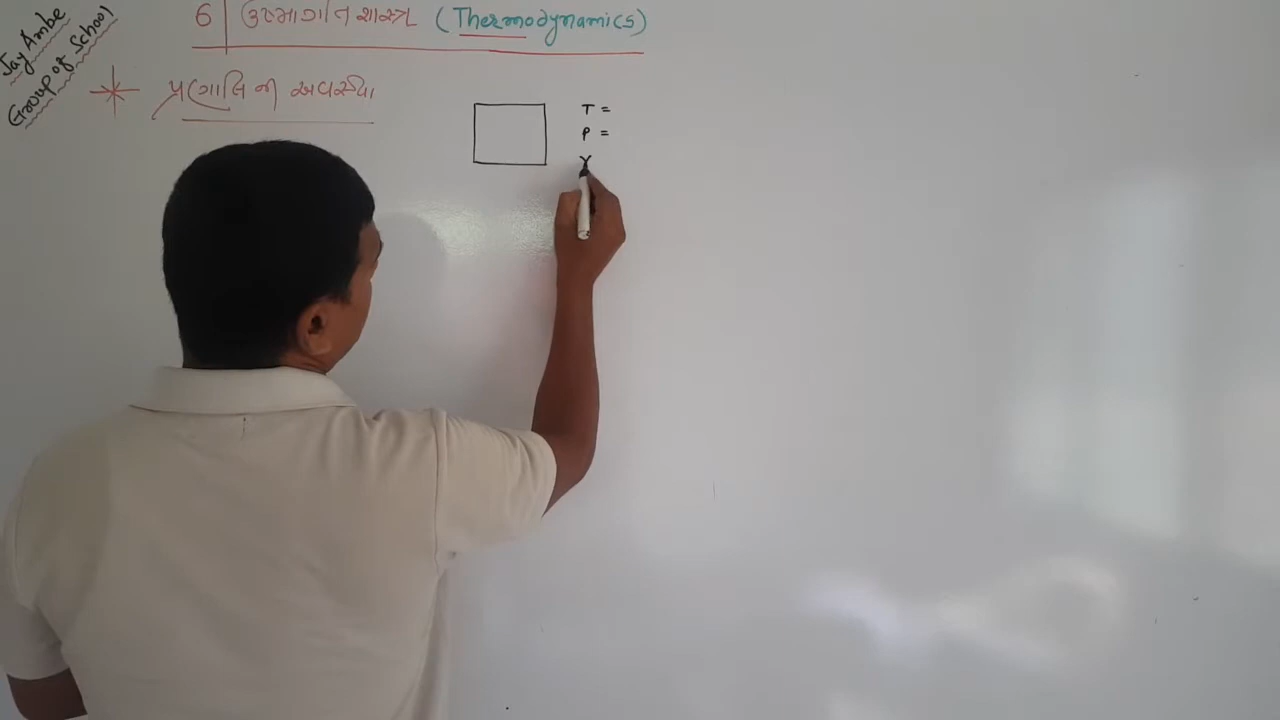 Jay Ambe
Group of School
6 ઉષ્માગતિ શાસ્ત્ર (Thermodynamics)
પ્રણાલિ ની અવસ્થા
T =
P =
V